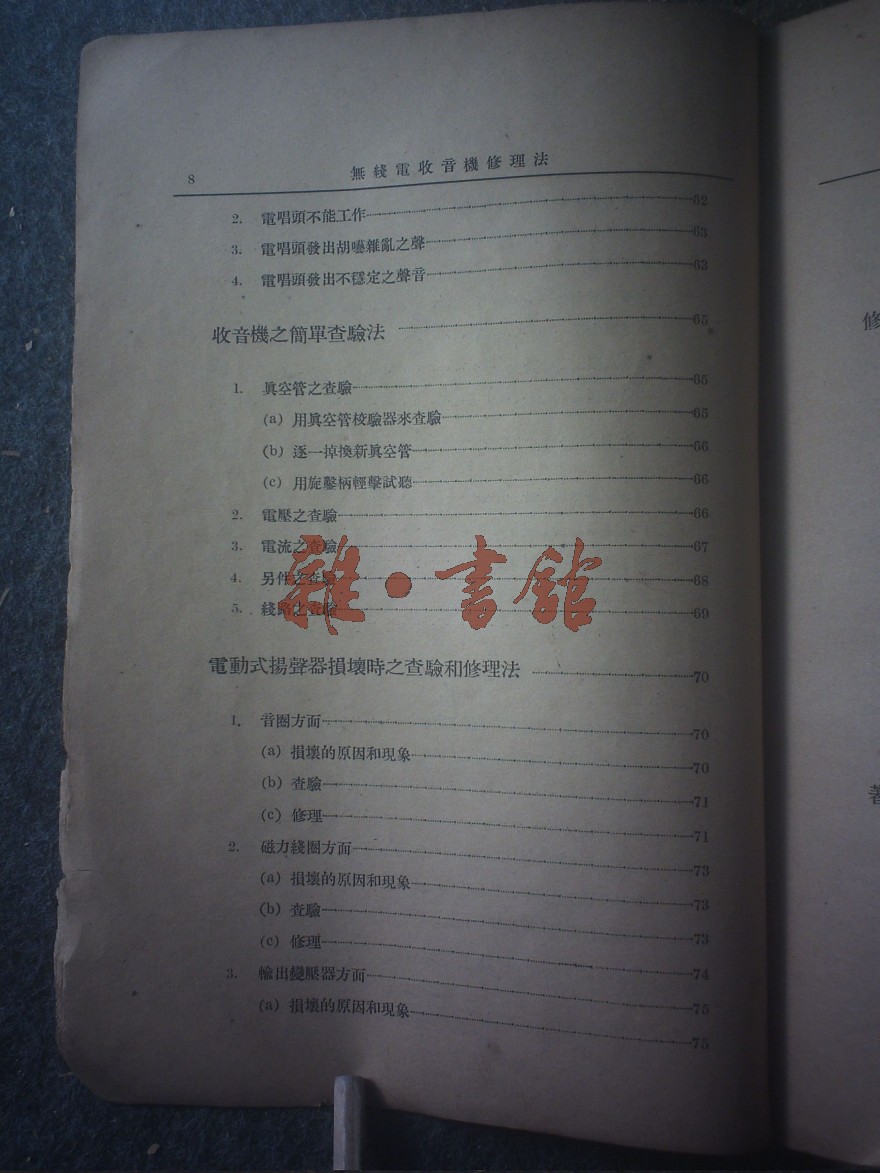 8 無綫電收音機修理法
2. 電唱頭不能工作 62
3. 電唱頭發出胡囈雜亂之聲 63
4. 電唱頭發出不穩定之聲音 63
收音機之簡單查驗法 65
1. 眞空管之査驗 65
(a) 用眞空管校驗器來查驗 65
(b) 逐一掉換新眞空管 66
(c) 用旋鑿柄輕擊試聽 66
2. 電壓之查驗 66
3. 電流之查驗 67
4. 另件之查驗 68
5. 綫路之查驗 69
雜·書館
電動式揚聲器損壞時之查驗和修理法 70
1. 音圈方面 70
(a) 損壞的原因和現象 70
(b) 查驗 71
(c) 修理 71
2. 磁力綫圈方面 73
(a) 損壞的原因和現象 73
(b) 查驗 73
(c) 修理 74
3. 輸出變壓器方面 75
(a) 損壞的原因和現象 75
修
著